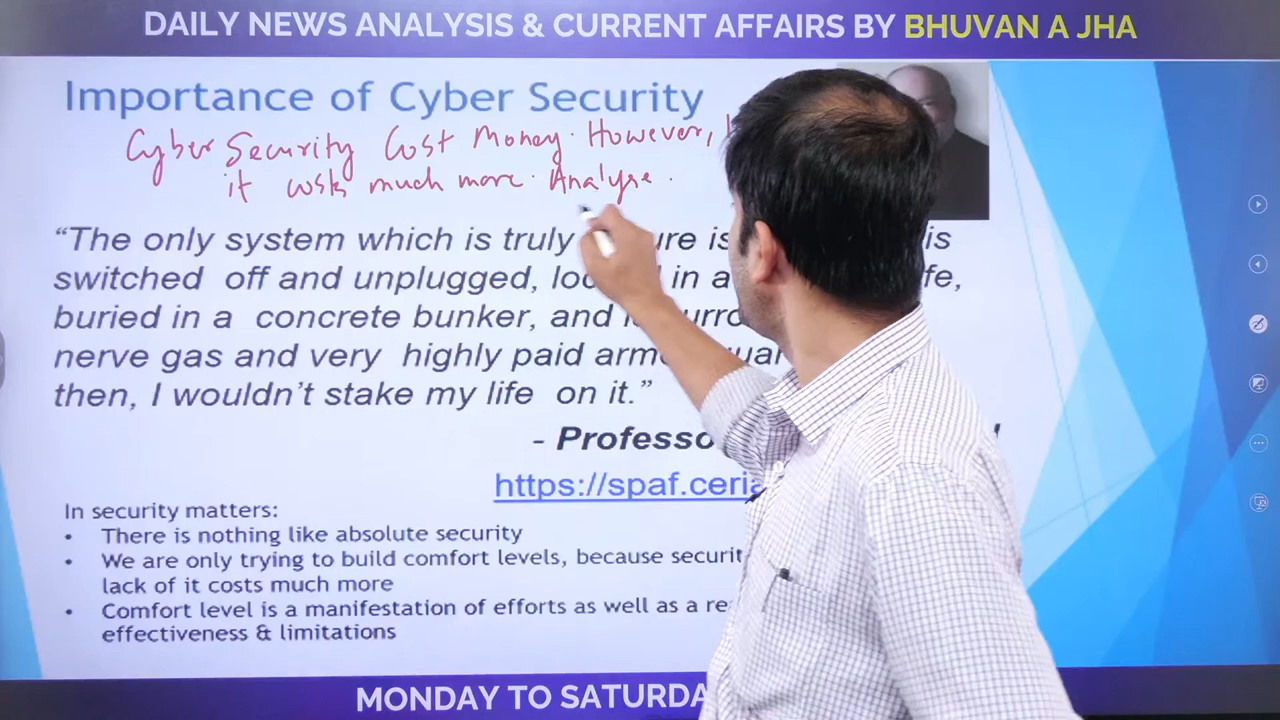 DAILY NEWS ANALYSIS & CURRENT AFFAIRS BY BHUVAN A JHA
Importance of Cyber Security
Cyber Security Cost Money. However,
it costs much more. Analyse.
“The only system which is truly is is
switched off and unplugged, in a
buried in a concrete bunker, and
nerve gas and very highly paid
then, I wouldn’t stake my life on it.”
-
https://spaf.ceria
In security matters:
• There is nothing like absolute security
• We are only trying to build comfort levels, because
lack of it costs much more
• Comfort level is a manifestation of efforts as well as a
effectiveness & limitations
MONDAY TO